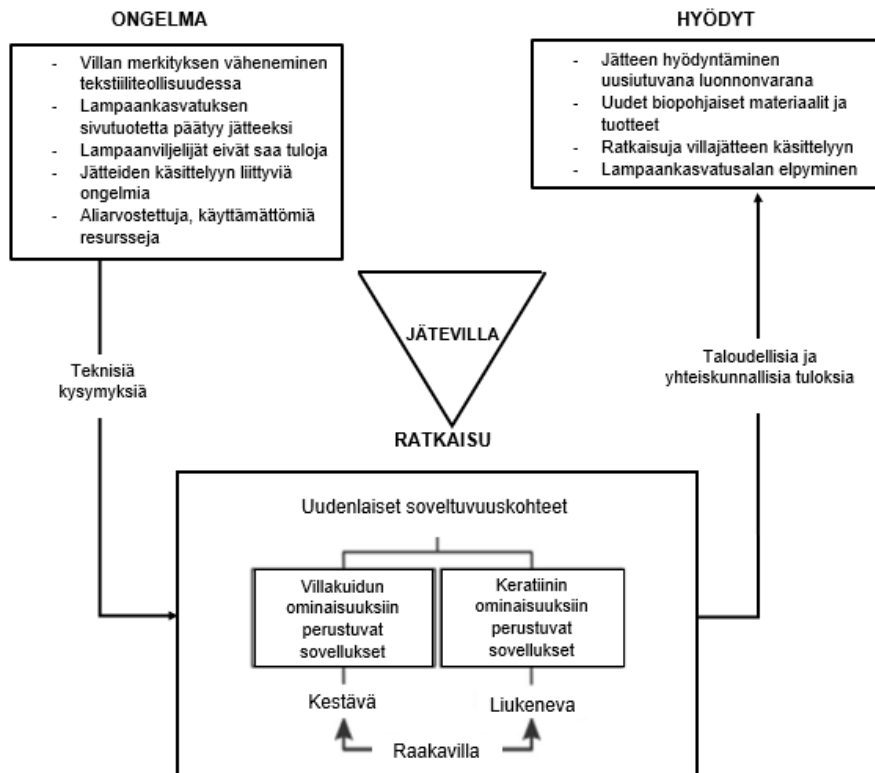 ONGELMA
- Villan merkityksen väheneminen
tekstiiliteollisuudessa
- Lampaankasvatuksen
sivutuotetta päätyy jätteeksi
- Lampaanviljelijät eivät saa tuloja
- Jätteiden käsittelyyn liittyviä
ongelmia
- Aliarvostettuja, käyttämättömiä
resursseja
HYÖDYT
- Jätteen hyödyntäminen
uusiutuvana luonnonvarana
- Uudet biopohjaiset materiaalit ja
tuotteet
- Ratkaisuja villajätteen käsittelyyn
- Lampaankasvatusalan elpyminen
JÄTEVILLA
Teknisiä
kysymyksiä
Taloudellisia ja
yhteiskunnallisia tuloksia
RATKAISU
Uudenlaiset soveltuvuuskohteet
Villakuidun
ominaisuuksiin
perustuvat
sovellukset
Keratiinin
ominaisuuksiin
perustuvat
sovellukset
Kestävä
Liukeneva
Raakavilla